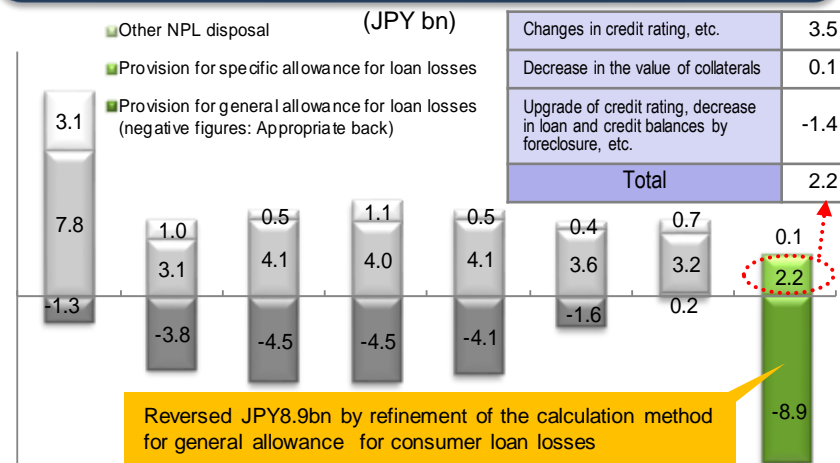 (JPY bn)
Other NPL disposal
Provision for specific allowance for loan losses
Provision for general allowance for loan losses
(negative figures: Appropriate back)
Changes in credit rating, etc. 3.5
Decrease in the value of collaterals 0.1
Upgrade of credit rating, decrease
in loan and credit balances by
foreclosure, etc.
-1.4
Total 2.2
3.1 1.0 0.5 1.1 0.5 0.4 0.7 0.1
7.8 3.1 4.1 4.0 4.1 3.6 3.2 2.2
-1.3 -3.8 -4.5 -4.5 -4.1 -1.6 0.2 -8.9
Reversed JPY8.9bn by refinement of the calculation method
for general allowance for consumer loan losses